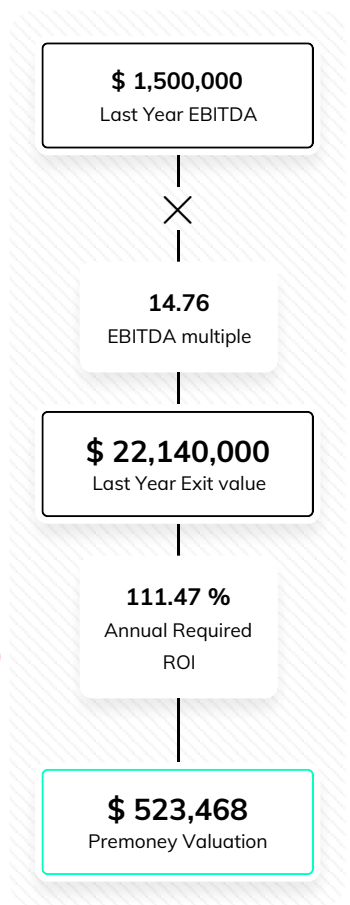 $ 1,500,000
Last Year EBITDA
14.76
EBITDA multiple
$ 22,140,000
Last Year Exit value
111.47 %
Annual Required
ROI
$ 523,468
Premoney Valuation